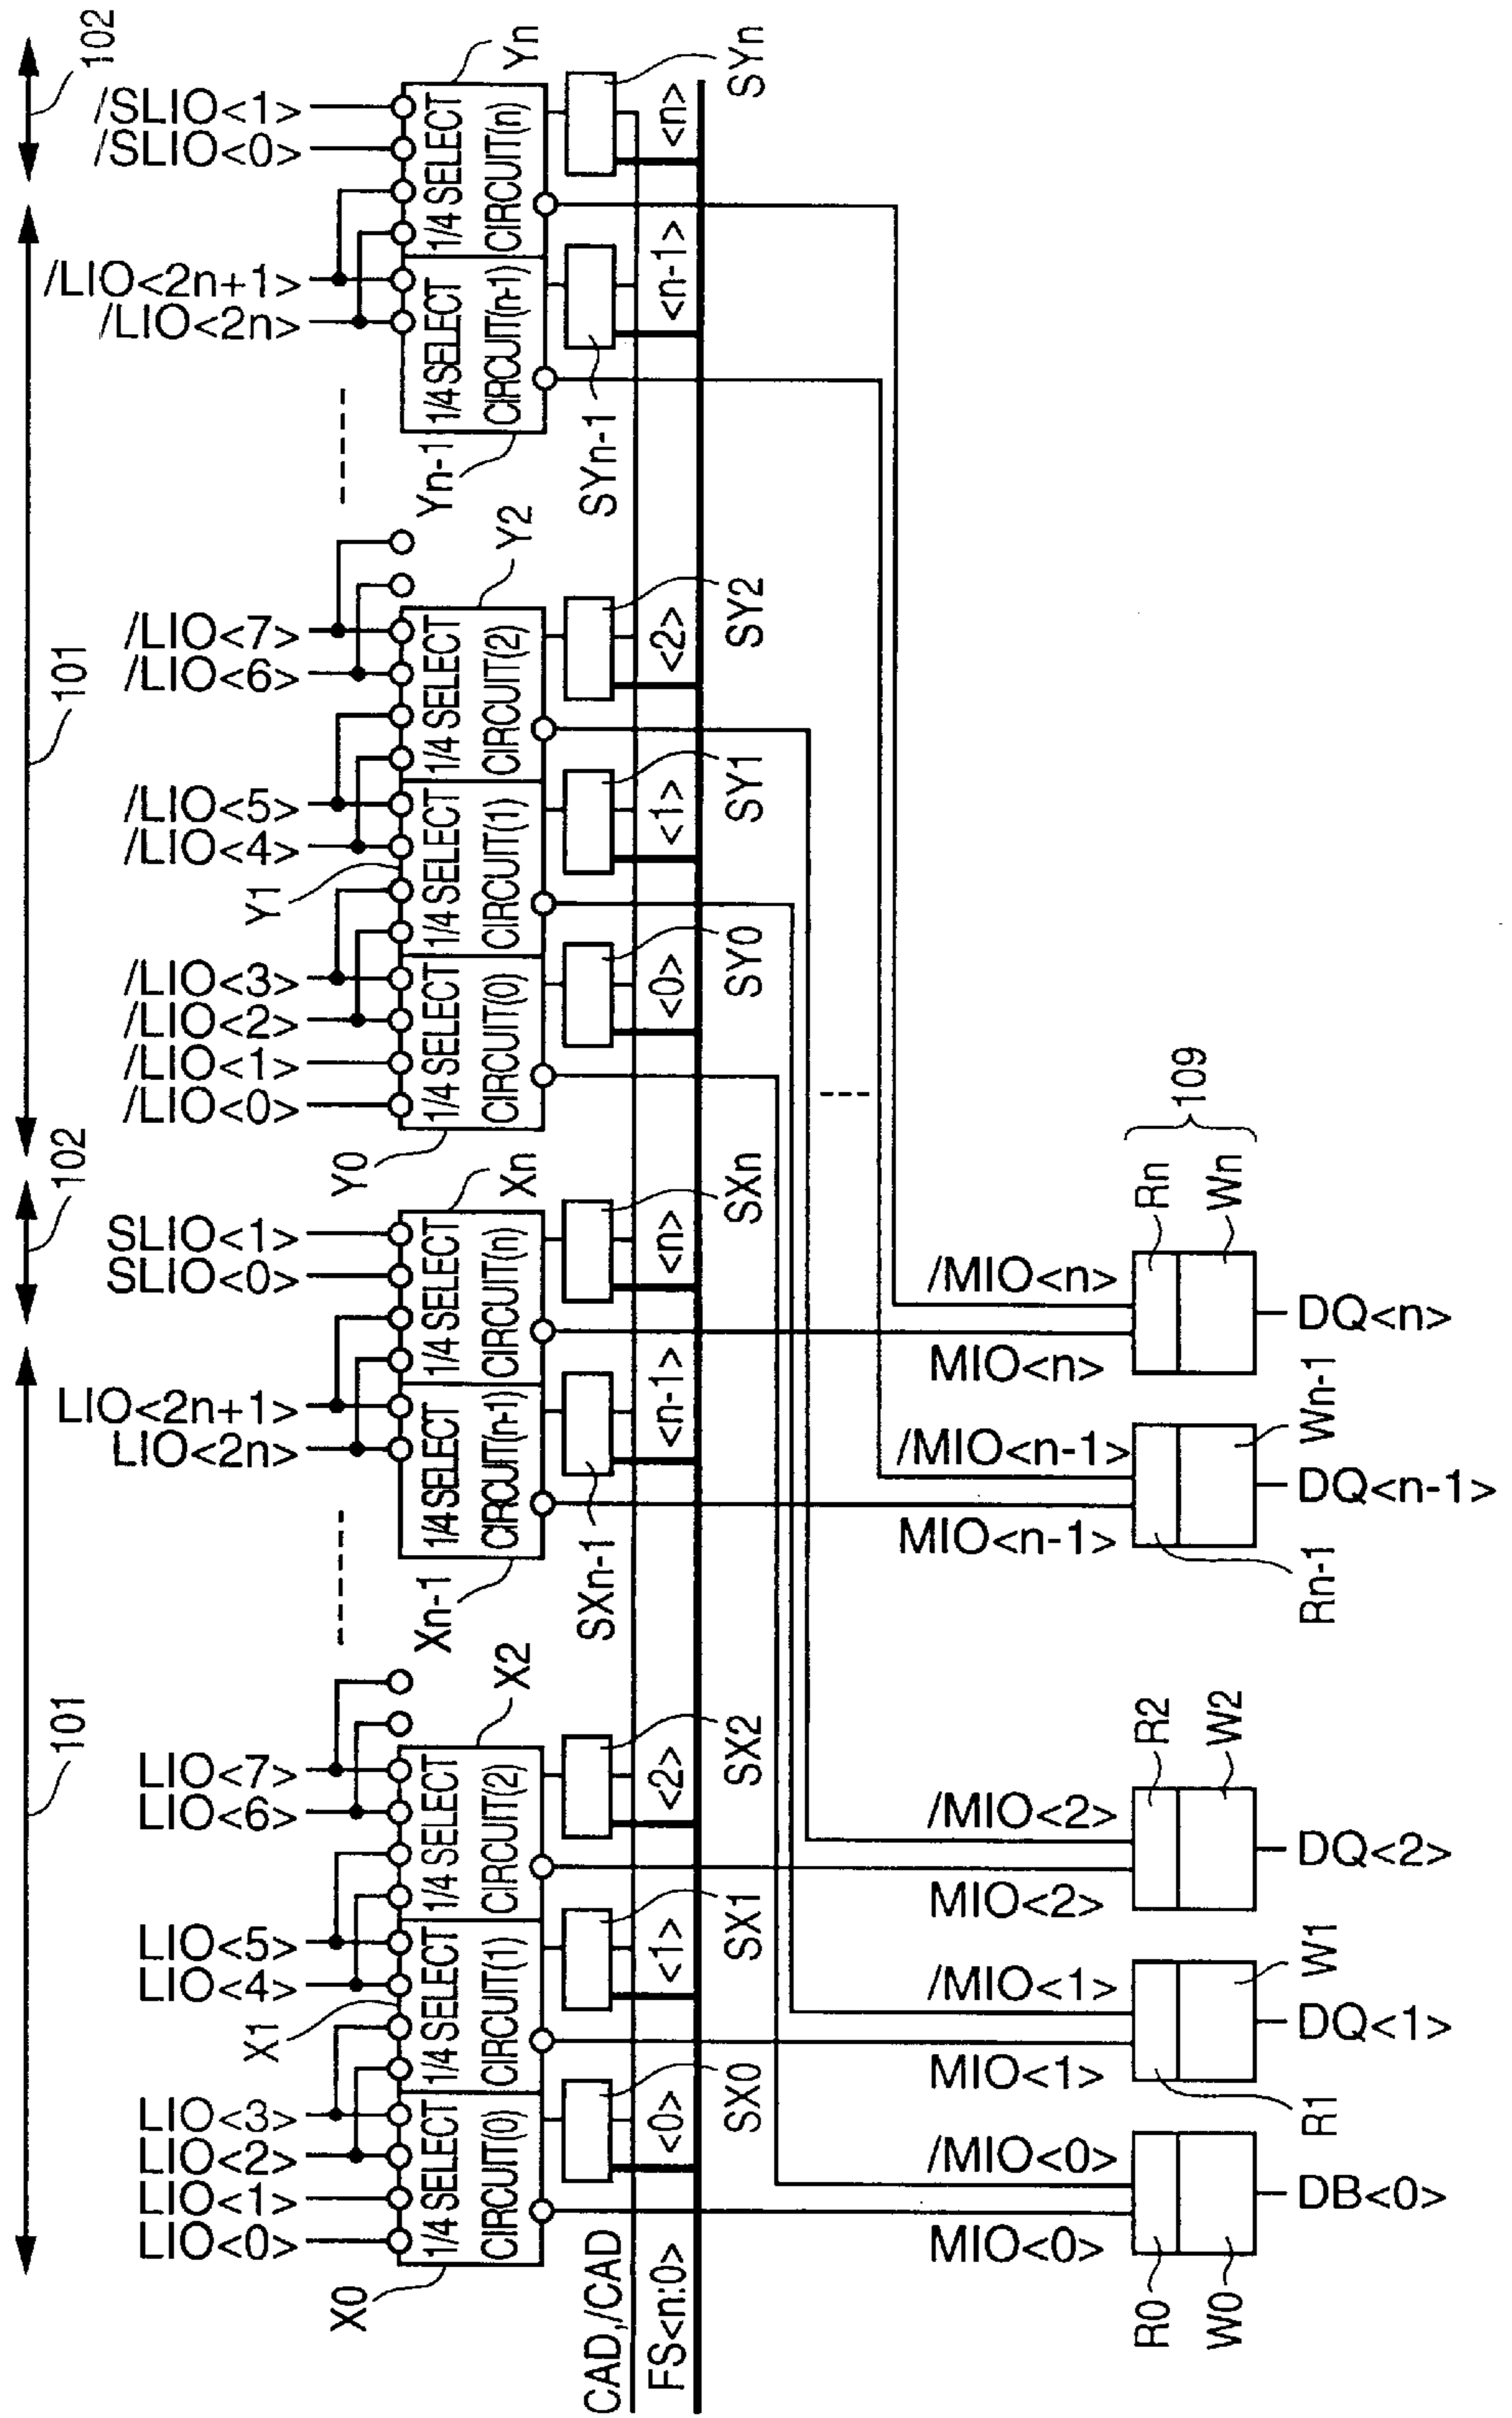 101
102
101
102
LIO<0>
LIO<1>
LIO<2>
LIO<3>
LIO<4>
LIO<5>
LIO<6>
LIO<7>
LIO<2n>
LIO<2n+1>
SLIO<0>
SLIO<1>
/LIO<0>
/LIO<1>
/LIO<2>
/LIO<3>
/LIO<4>
/LIO<5>
/LIO<6>
/LIO<7>
/LIO<2n>
/LIO<2n+1>
/SLIO<0>
/SLIO<1>
X0
X1
X2
Xn-1
Xn
Y0
Y1
Y2
Yn-1
Yn
1/4 SELECT
CIRCUIT(0)
1/4 SELECT
CIRCUIT(1)
1/4 SELECT
CIRCUIT(2)
1/4 SELECT
CIRCUIT(n-1)
1/4 SELECT
CIRCUIT(n)
1/4 SELECT
CIRCUIT(0)
1/4 SELECT
CIRCUIT(1)
1/4 SELECT
CIRCUIT(2)
1/4 SELECT
CIRCUIT(n-1)
1/4 SELECT
CIRCUIT(n)
SXn-1
SYn-1
CAD,/CAD
FS<n:0>
<0>
<1>
<2>
<n-1>
<n>
<0>
<1>
<2>
<n-1>
<n>
SX0
SX1
SX2
SXn
SY0
SY1
SY2
SYn
MIO<0>
/MIO<0>
MIO<1>
/MIO<1>
MIO<2>
/MIO<2>
MIO<n-1>
/MIO<n-1>
MIO<n>
/MIO<n>
R0
W0
R1
W1
R2
W2
Rn-1
Wn-1
Rn
Wn
109
DB<0>
DQ<1>
DQ<2>
DQ<n-1>
DQ<n>